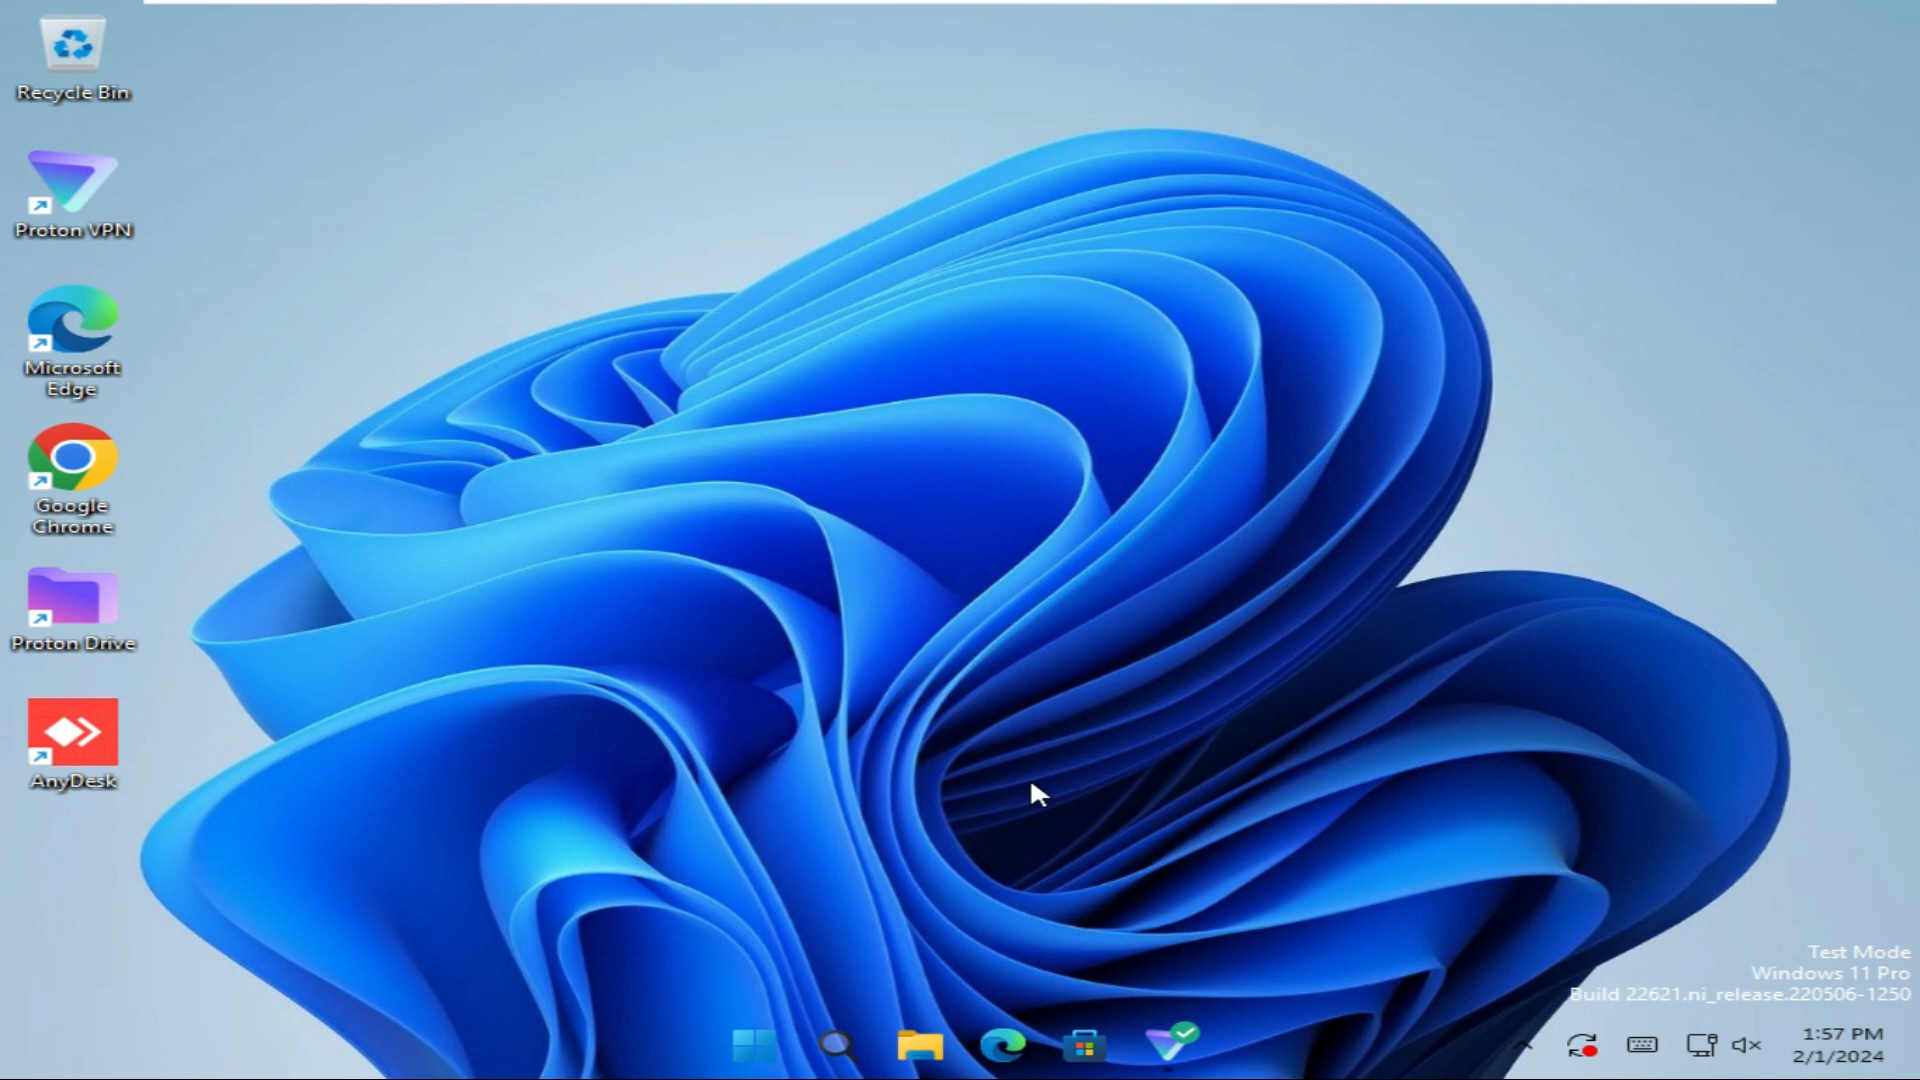 Recycle Bin
Proton VPN
Microsoft
Edge
Google
Chrome
Proton Drive
AnyDesk
Test Mode
Windows 11 Pro
Build 22621.ni_release.220506-1250
1:57 PM
2/1/2024